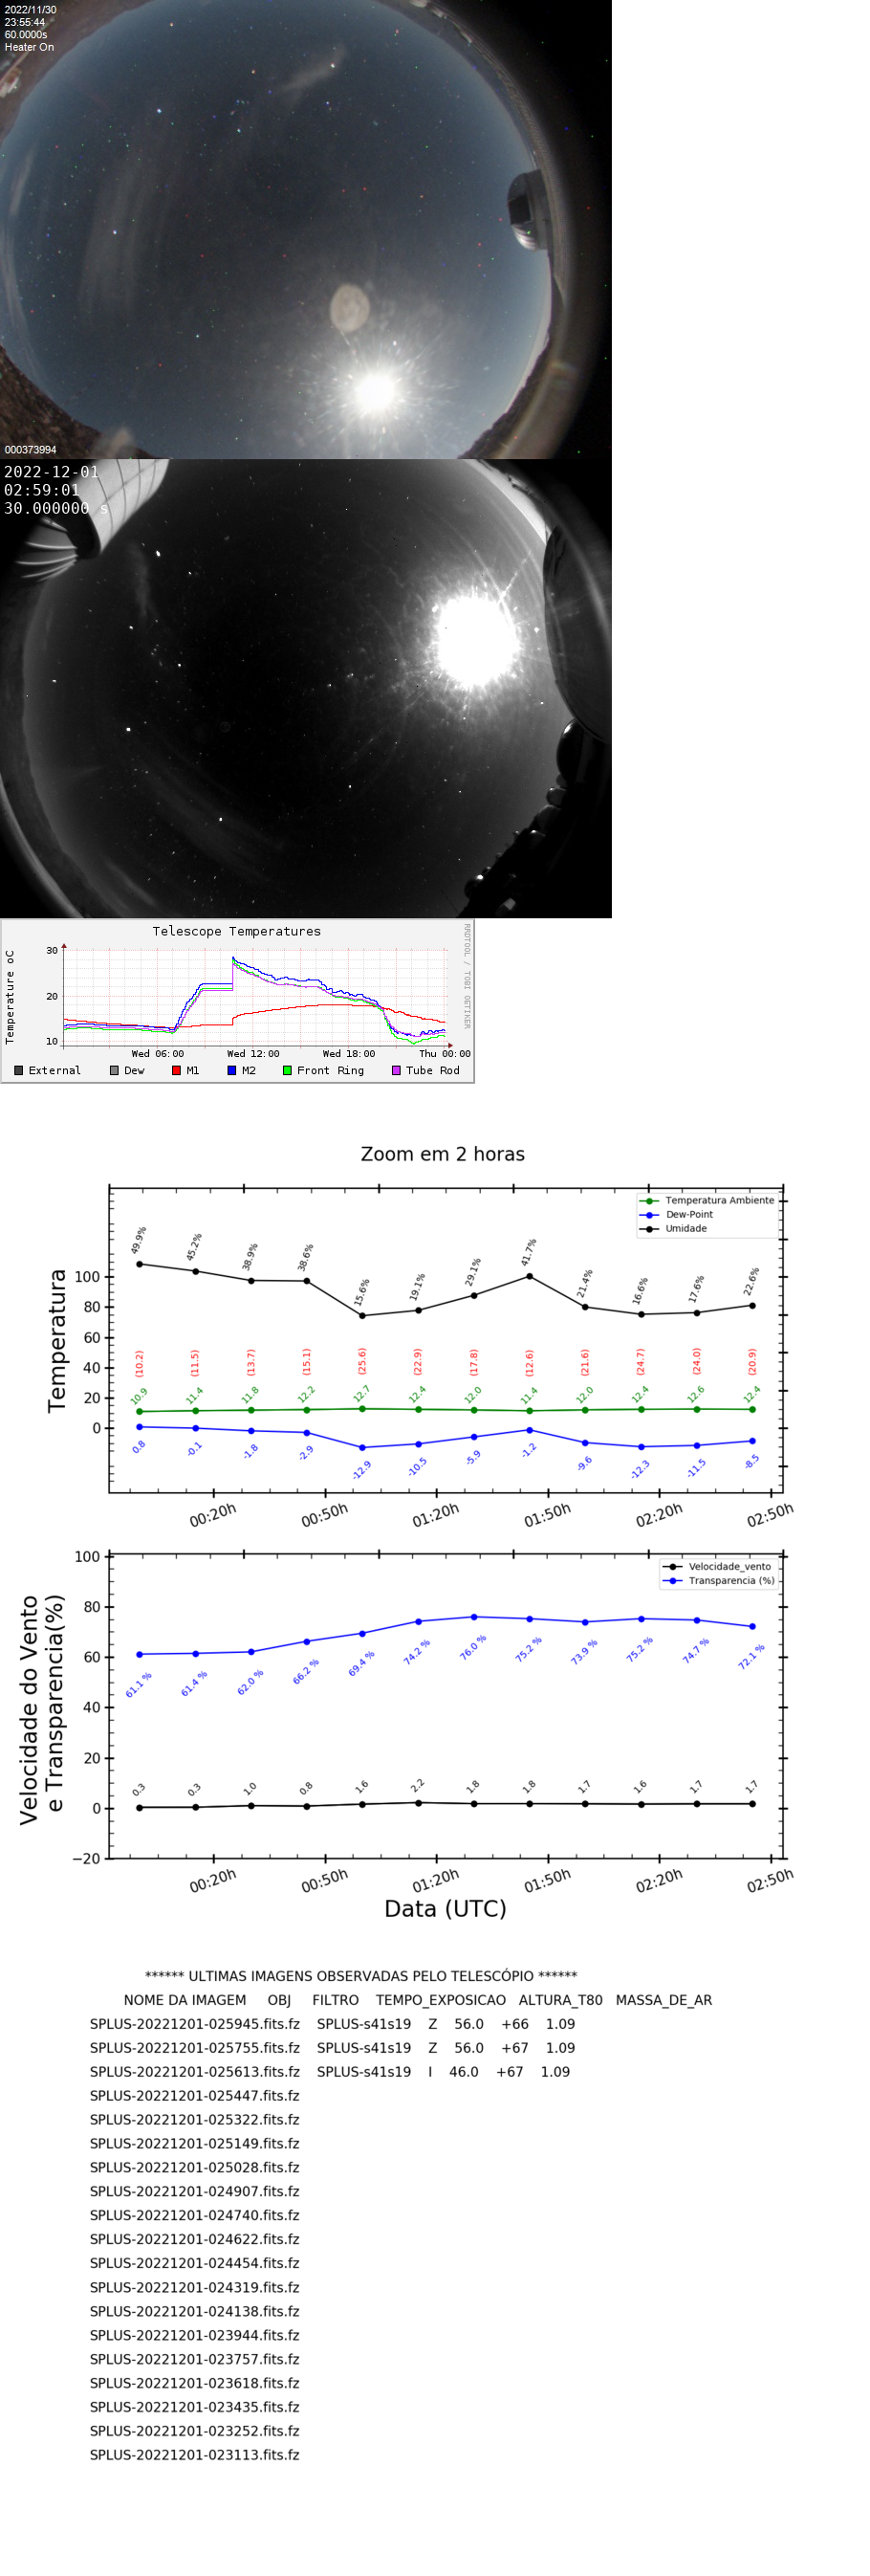 2022/11/30
23:55:44
60.0000s
Heater On
000373994
2022-12-01
02:59:01
30.000000 s
Telescope Temperatures
RRDTOOL / TOBI OETIKER
Temperature oC
30
20
10
Wed 06:00 Wed 12:00 Wed 18:00 Thu 00:00
External Dew M1 M2 Front Ring Tube Rod
Zoom em 2 horas
Temperatura Ambiente
Dew-Point
Umidade
Temperatura
100
80
60
40
20
0
49.9% 45.2% 38.9% 38.6% 15.6% 19.1% 29.1% 41.7% 21.4% 16.6% 17.6% 22.6%
(10.2) (11.5) (13.7) (15.1) (25.6) (22.9) (17.8) (12.6) (21.6) (24.7) (24.0) (20.9)
10.9 11.4 11.8 12.2 12.7 12.4 12.0 11.4 12.0 12.4 12.6 12.4
0.8 -0.1 -1.8 -2.9 -12.9 -10.5 -5.9 -1.2 -9.6 -12.3 -11.5 -8.5
00:20h 00:50h 01:20h 01:50h 02:20h 02:50h
Velocidade_vento
Transparencia (%)
Velocidade do Vento
e Transparencia(%)
100
80
60
40
20
0
−20
61.1 % 61.4 % 62.0 % 66.2 % 69.4 % 74.2 % 76.0 % 75.2 % 73.9 % 75.2 % 74.7 % 72.1 %
0.3 0.3 1.0 0.8 1.6 2.2 1.8 1.8 1.7 1.6 1.7 1.7
00:20h 00:50h 01:20h 01:50h 02:20h 02:50h
Data (UTC)
****** ULTIMAS IMAGENS OBSERVADAS PELO TELESCÓPIO ******
NOME DA IMAGEM OBJ FILTRO TEMPO_EXPOSICAO ALTURA_T80 MASSA_DE_AR
SPLUS-20221201-025945.fits.fz SPLUS-s41s19 Z 56.0 +66 1.09
SPLUS-20221201-025755.fits.fz SPLUS-s41s19 Z 56.0 +67 1.09
SPLUS-20221201-025613.fits.fz SPLUS-s41s19 I 46.0 +67 1.09
SPLUS-20221201-025447.fits.fz
SPLUS-20221201-025322.fits.fz
SPLUS-20221201-025149.fits.fz
SPLUS-20221201-025028.fits.fz
SPLUS-20221201-024907.fits.fz
SPLUS-20221201-024740.fits.fz
SPLUS-20221201-024622.fits.fz
SPLUS-20221201-024454.fits.fz
SPLUS-20221201-024319.fits.fz
SPLUS-20221201-024138.fits.fz
SPLUS-20221201-023944.fits.fz
SPLUS-20221201-023757.fits.fz
SPLUS-20221201-023618.fits.fz
SPLUS-20221201-023435.fits.fz
SPLUS-20221201-023252.fits.fz
SPLUS-20221201-023113.fits.fz